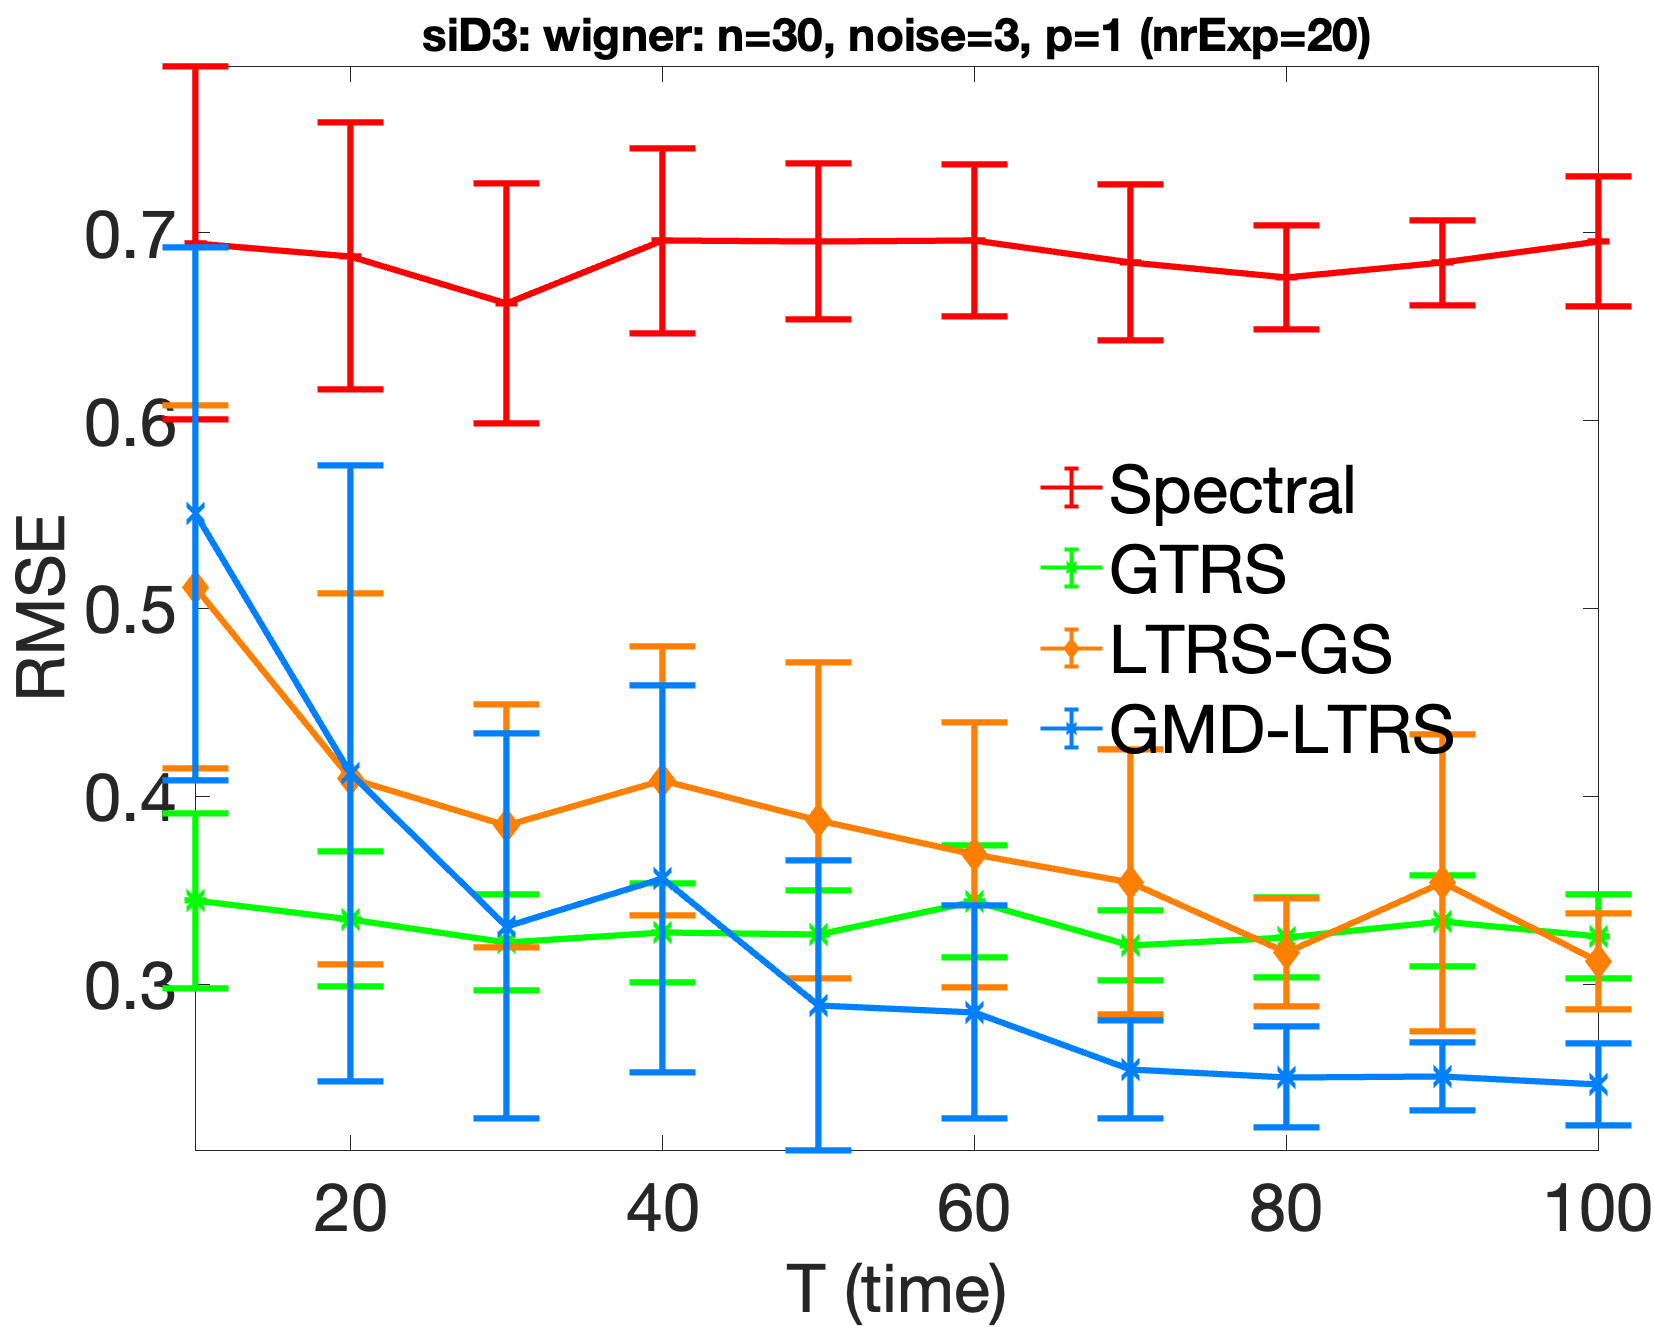 siD3: wigner: n=30, noise=3, p=1 (nrExp=20)
0.7
0.6
0.5
0.4
0.3
RMSE
Spectral
GTRS
LTRS-GS
GMD-LTRS
20 40 60 80 100
T (time)